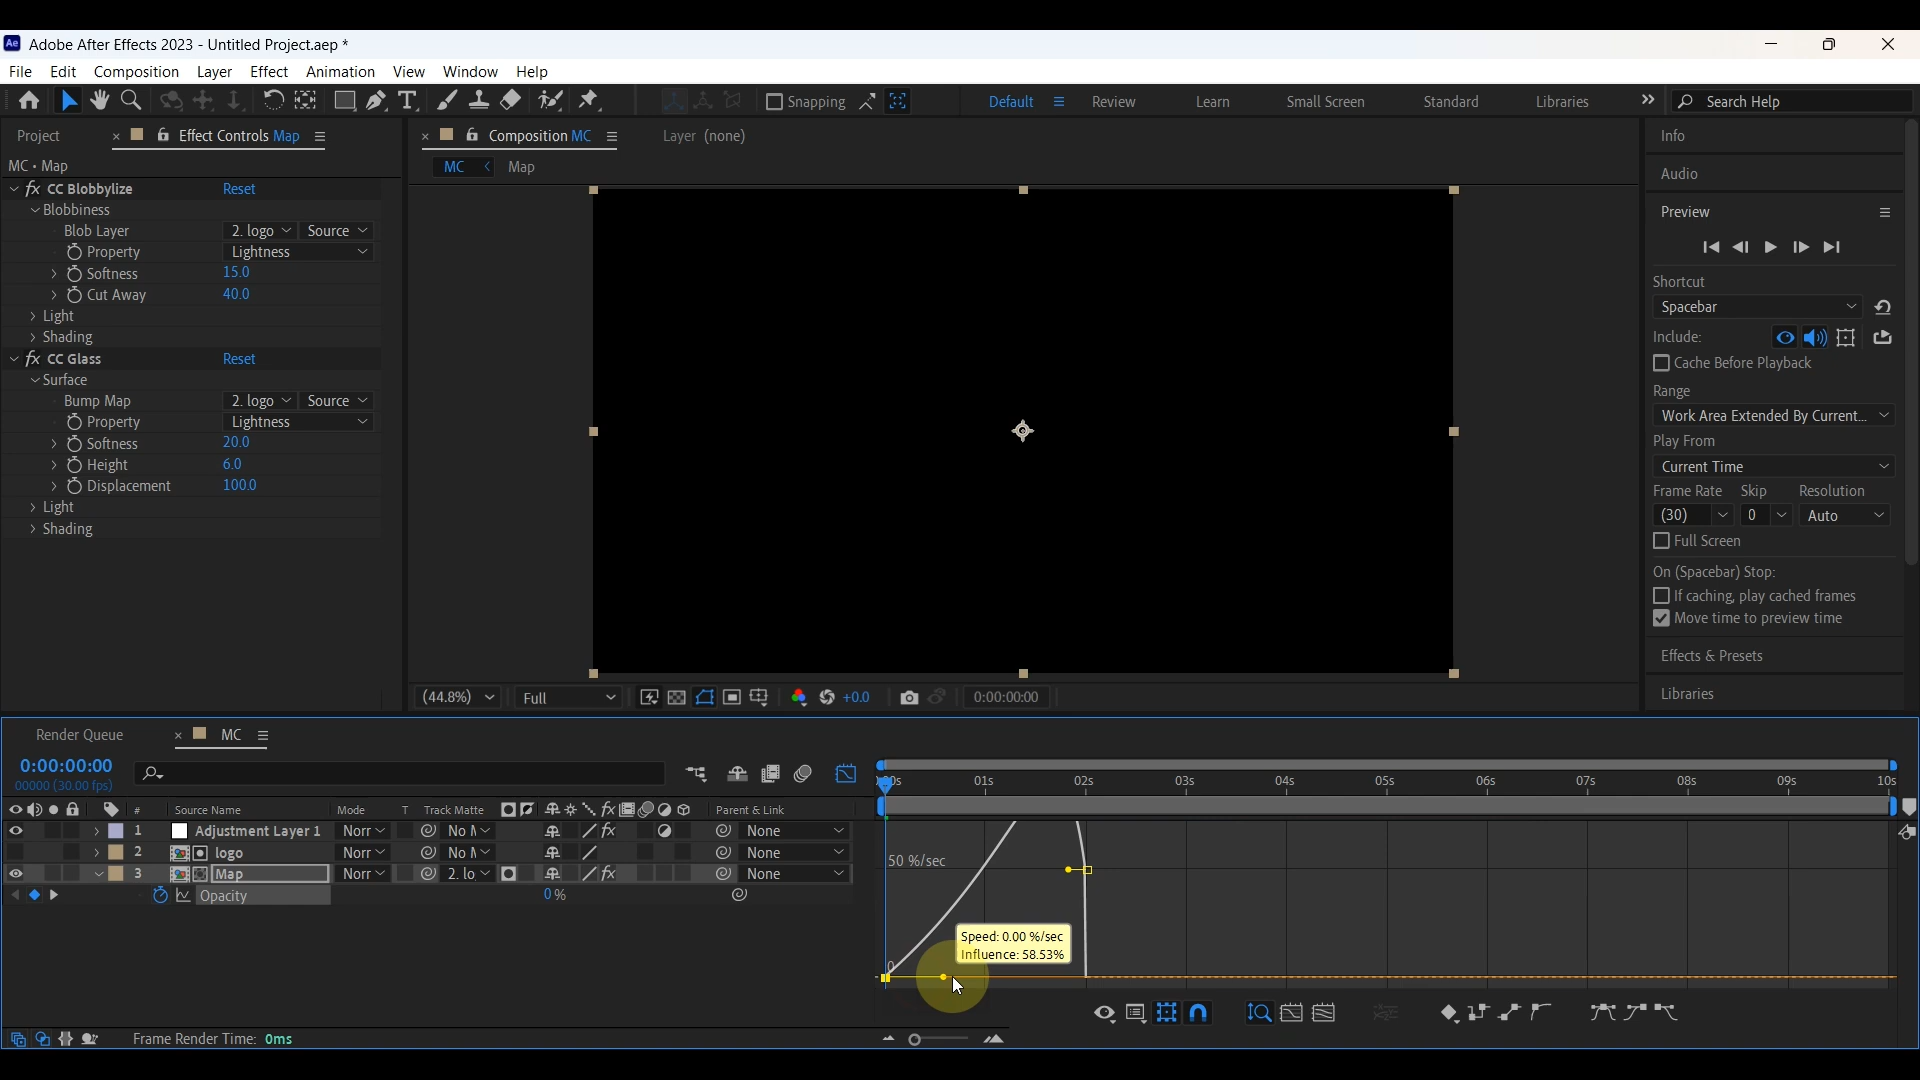 Ae Adobe After Effects 2023 - Untitled Project.aep *
File Edit Composition Layer Effect Animation View Window Help
Snapping Default Review Learn Small Screen Standard Libraries Search Help
Project Effect Controls Map
Composition MC Layer (none)
MC • Map
MC Map
fx CC Blobbylize Reset
Blobbiness
Blob Layer 2. logo Source
Property Lightness
Softness 15.0
Cut Away 40.0
Light
Shading
fx CC Glass Reset
Surface
Bump Map 2. logo Source
Property Lightness
Softness 20.0
Height 6.0
Displacement 100.0
Light
Shading
(44.8%) Full +0.0 0:00:00:00
Info
Audio
Preview
Shortcut
Spacebar
Include:
Cache Before Playback
Range
Work Area Extended By Current...
Play From
Current Time
Frame Rate Skip Resolution
(30) 0 Auto
Full Screen
On (Spacebar) Stop:
If caching, play cached frames
Move time to preview time
Effects & Presets
Libraries
Render Queue MC
0:00:00:00
00000 (30.00 fps)
# Source Name Mode T Track Matte fx Parent & Link
1 Adjustment Layer 1 Norr No M fx None
2 logo Norr No M None
3 Map Norr 2. lo fx None
Opacity 0 %
01s 02s 03s 04s 05s 06s 07s 08s 09s 10s
50 %/sec
0
Speed: 0.00 %/sec
Influence: 58.53%
Frame Render Time: 0ms